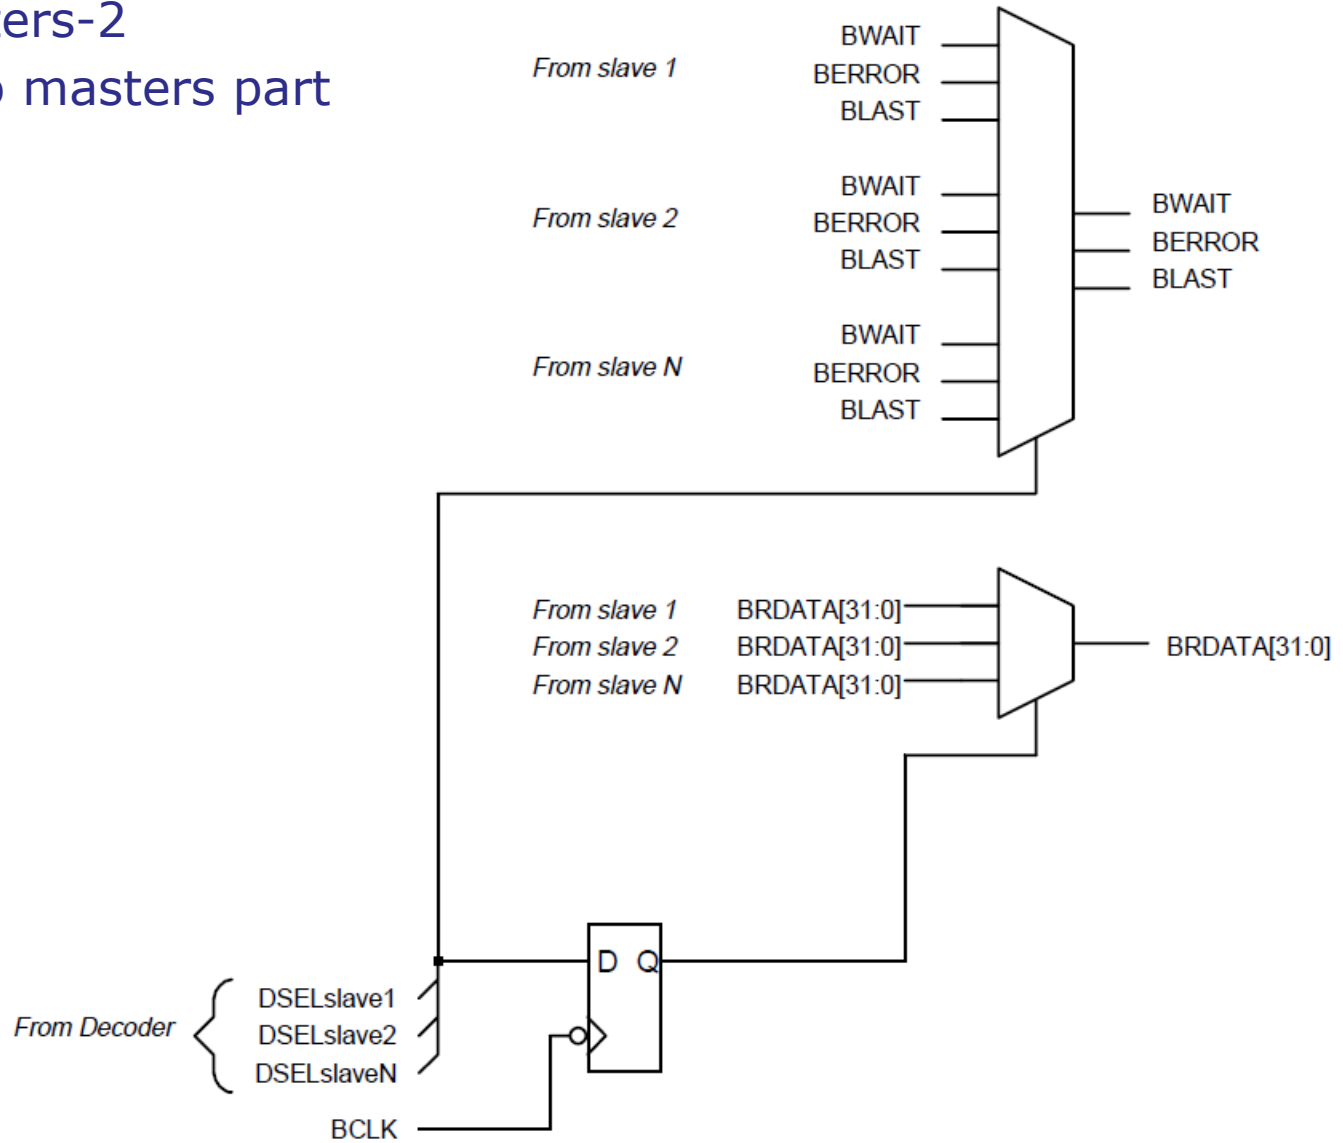 ters-2
o masters part
BWAIT
From slave 1
BERROR
BLAST
BWAIT
From slave 2
BERROR
BLAST
BWAIT
BERROR
BLAST
BWAIT
From slave N
BERROR
BLAST
From slave 1 BRDATA[31:0]
From slave 2 BRDATA[31:0]
From slave N BRDATA[31:0]
BRDATA[31:0]
D Q
From Decoder
DSELslave1
DSELslave2
DSELslaveN
BCLK